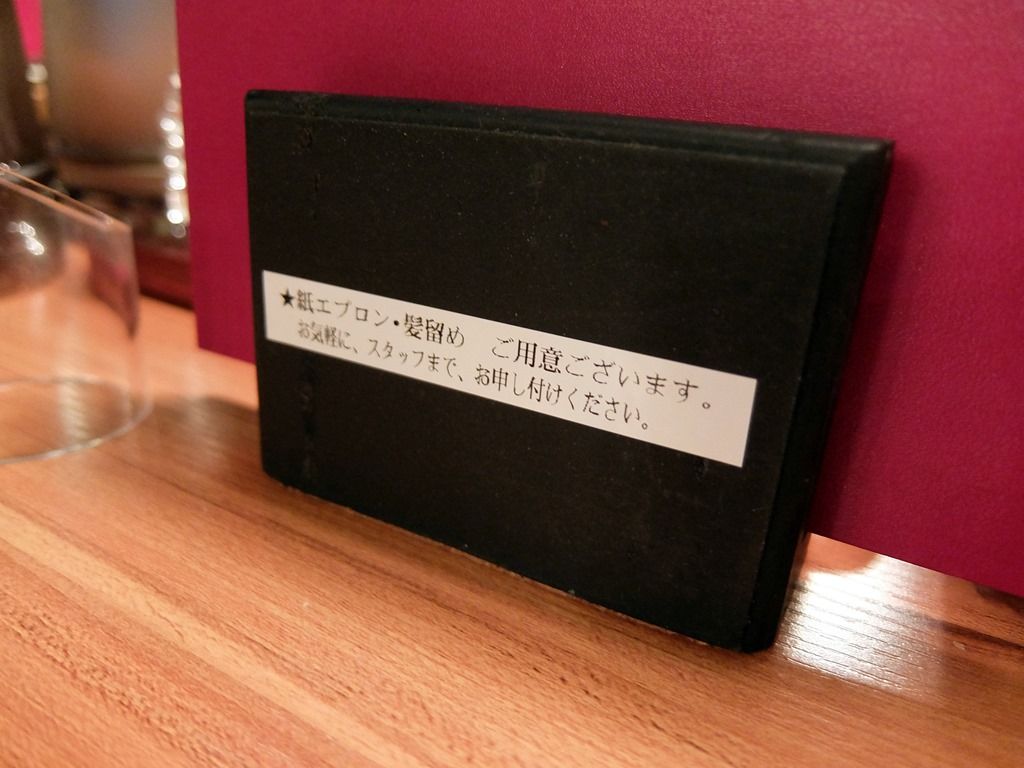 ★紙エプロン・髪留め　ご用意ございます。
お気軽に、スタッフまで、お申し付けください。